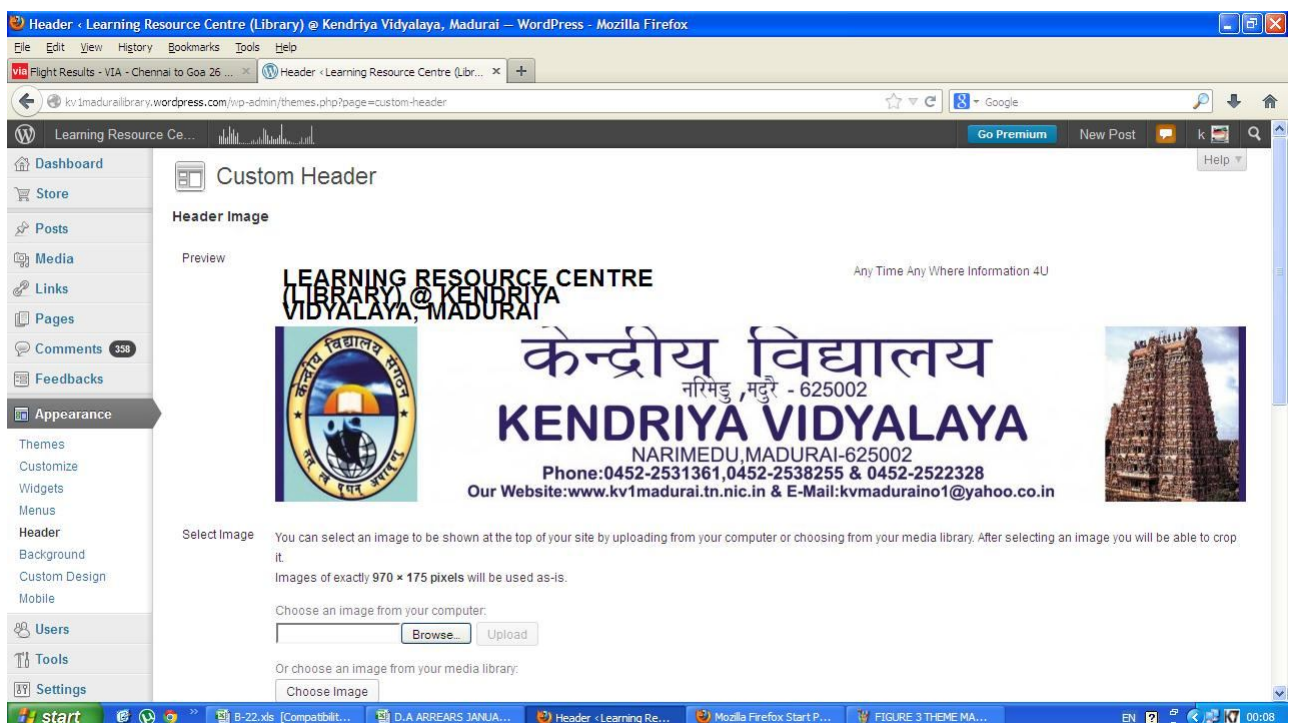 Header ‹ Learning Resource Centre (Library) @ Kendriya Vidyalaya, Madurai — WordPress - Mozilla Firefox
File Edit View History Bookmarks Tools Help
via Flight Results - VIA - Chennai to Goa 26 ... Header ‹ Learning Resource Centre (Libr...
kv1madurailibrary.wordpress.com/wp-admin/themes.php?page=custom-header Google
Learning Resource Ce... Go Premium New Post k
Help
Dashboard
Store
Posts
Media
Links
Pages
Comments 358
Feedbacks
Appearance
Themes
Customize
Widgets
Menus
Header
Background
Custom Design
Mobile
Users
Tools
Settings
Custom Header
Header Image
Preview
LEARNING RESOURCE CENTRE
(LIBRARY) @ KENDRIYA
VIDYALAYA, MADURAI
Any Time Any Where Information 4U
केन्द्रीय विद्यालय संगठन
केन्द्रीय विद्यालय
नरिमेडु ,मदुरै - 625002
KENDRIYA VIDYALAYA
NARIMEDU,MADURAI-625002
Phone:0452-2531361,0452-2538255 & 0452-2522328
Our Website:www.kv1madurai.tn.nic.in & E-Mail:kvmaduraino1@yahoo.co.in
Select Image
You can select an image to be shown at the top of your site by uploading from your computer or choosing from your media library. After selecting an image you will be able to crop
it.
Images of exactly 970 × 175 pixels will be used as-is.
Choose an image from your computer:
Browse... Upload
Or choose an image from your media library:
Choose Image
start B-22.xls [Compatibilit... D.A ARREARS JANUA... Header ‹Learning Re... Mozilla Firefox Start P... FIGURE 3 THEME MA... EN 00:08